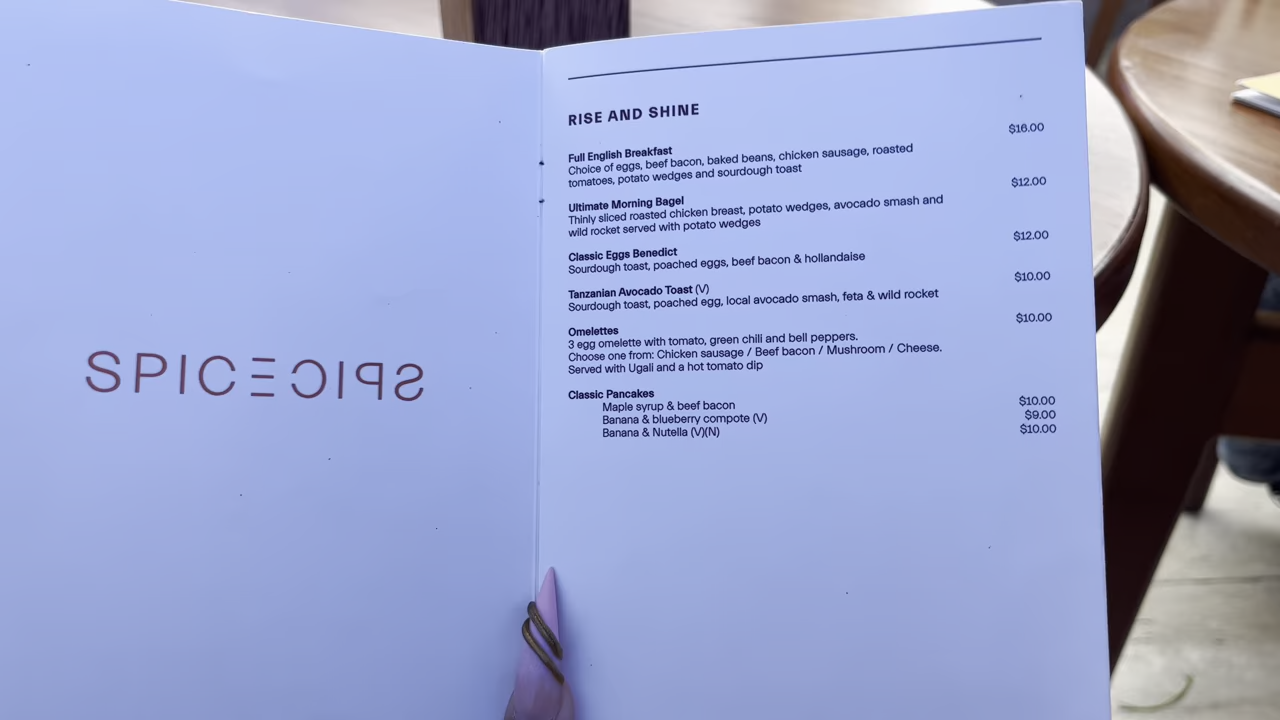 SPICE
RISE AND SHINE
Full English Breakfast $16.00
Choice of eggs, beef bacon, baked beans, chicken sausage, roasted
tomatoes, potato wedges and sourdough toast
Ultimate Morning Bagel $12.00
Thinly sliced roasted chicken breast, potato wedges, avocado smash and
wild rocket served with potato wedges
Classic Eggs Benedict $12.00
Sourdough toast, poached eggs, beef bacon & hollandaise
Tanzanian Avocado Toast (V) $10.00
Sourdough toast, poached egg, local avocado smash, feta & wild rocket
Omelettes $10.00
3 egg omelette with tomato, green chili and bell peppers.
Choose one from: Chicken sausage / Beef bacon / Mushroom / Cheese.
Served with Ugali and a hot tomato dip
Classic Pancakes
Maple syrup & beef bacon $10.00
Banana & blueberry compote (V) $9.00
Banana & Nutella (V)(N) $10.00